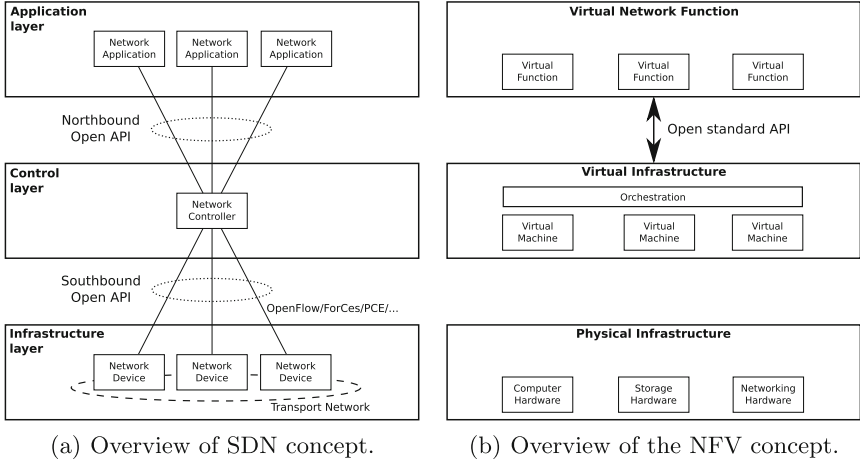 Application
layer
Network
Application
Network
Application
Network
Application
Northbound
Open API
Control
layer
Network
Controller
Southbound
Open API
OpenFlow/ForCes/PCE/...
Infrastructure
layer
Network
Device
Network
Device
Network
Device
Transport Network
(a) Overview of SDN concept.
Virtual Network Function
Virtual
Function
Virtual
Function
Virtual
Function
Open standard API
Virtual Infrastructure
Orchestration
Virtual
Machine
Virtual
Machine
Virtual
Machine
Physical Infrastructure
Computer
Hardware
Storage
Hardware
Networking
Hardware
(b) Overview of the NFV concept.